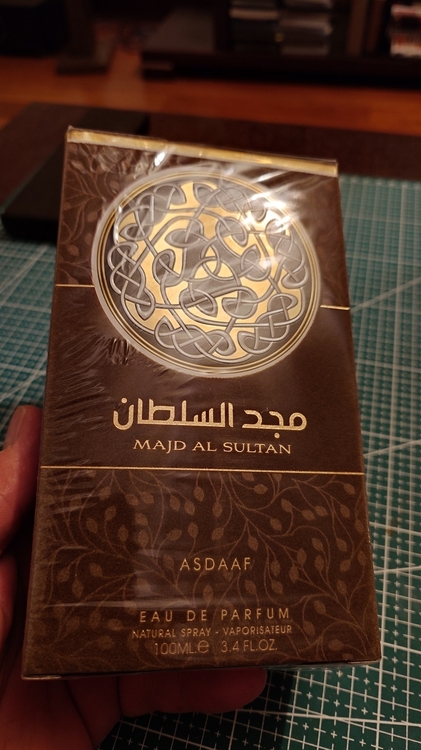 مجد السلطان
MAJD AL SULTAN
ASDAAF
EAU DE PARFUM
NATURAL SPRAY - VAPORISATEUR
100ML.e 3.4 FL.OZ.